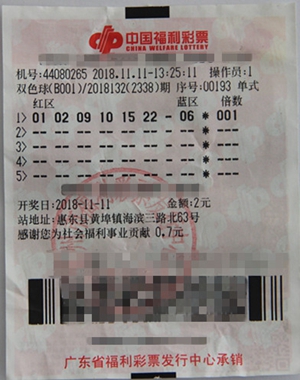 中国福利彩票
CHINA WELFARE LOTTERY
机号:44080265 2018.11.11-13:25:11 操作员:1
双色球(B001)/2018132(2338)期 序号:00193 单式
红区 蓝区 倍数
1> 01 02 09 10 15 22 - 06 * 001
2> -- -- -- -- -- -- - -- * ---
3> -- -- -- -- -- -- - -- * ---
4> -- -- -- -- -- -- - -- * ---
5> -- -- -- -- -- -- - -- * ---
开奖日:2018-11-11 金额:2元
站地址:惠东县黄埠镇海滨三路北63号
感谢您为社会福利事业贡献 0.7元
广东省福利彩票发行中心承销